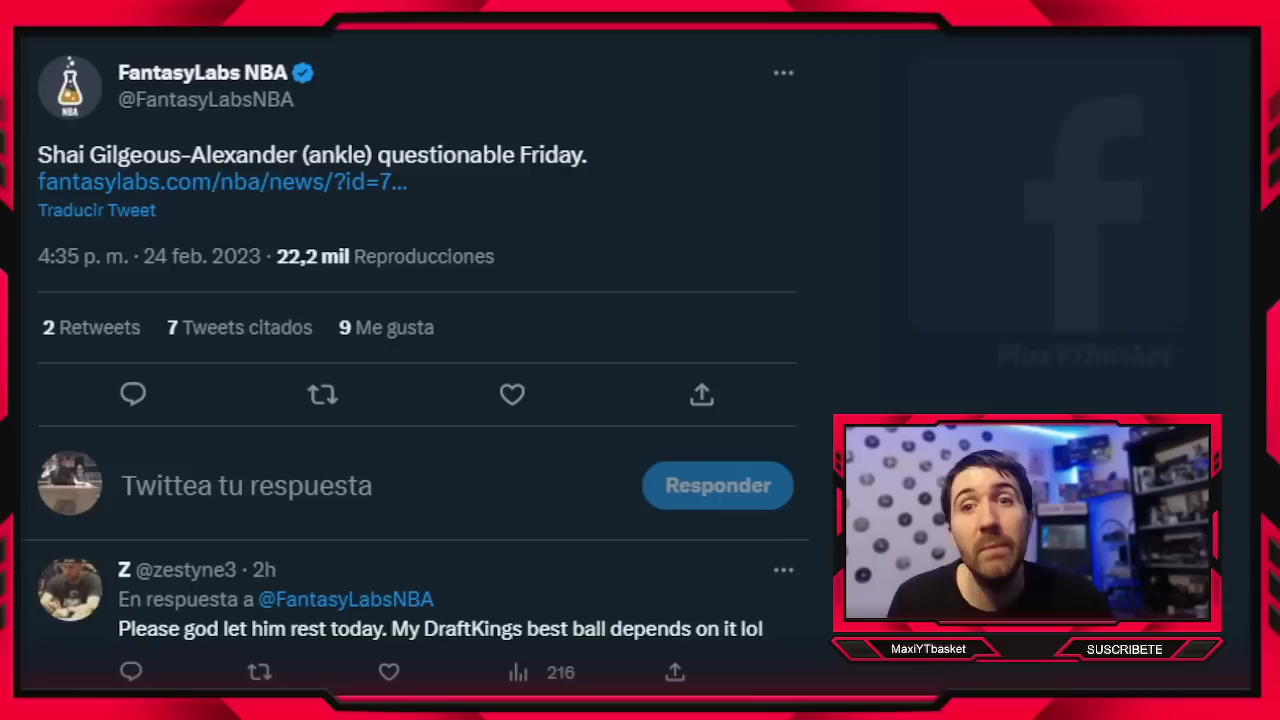 FantasyLabs NBA
@FantasyLabsNBA
NBA
Shai Gilgeous-Alexander (ankle) questionable Friday.
fantasylabs.com/nba/news/?id=7...
Traducir Tweet
4:35 p. m. · 24 feb. 2023 · 22,2 mil Reproducciones
2 Retweets 7 Tweets citados 9 Me gusta
Twittea tu respuesta
Responder
Z @zestyne3 · 2h
En respuesta a @FantasyLabsNBA
Please god let him rest today. My DraftKings best ball depends on it lol
216
MaxiYTbasket
MaxiYTbasket
SUSCRIBETE